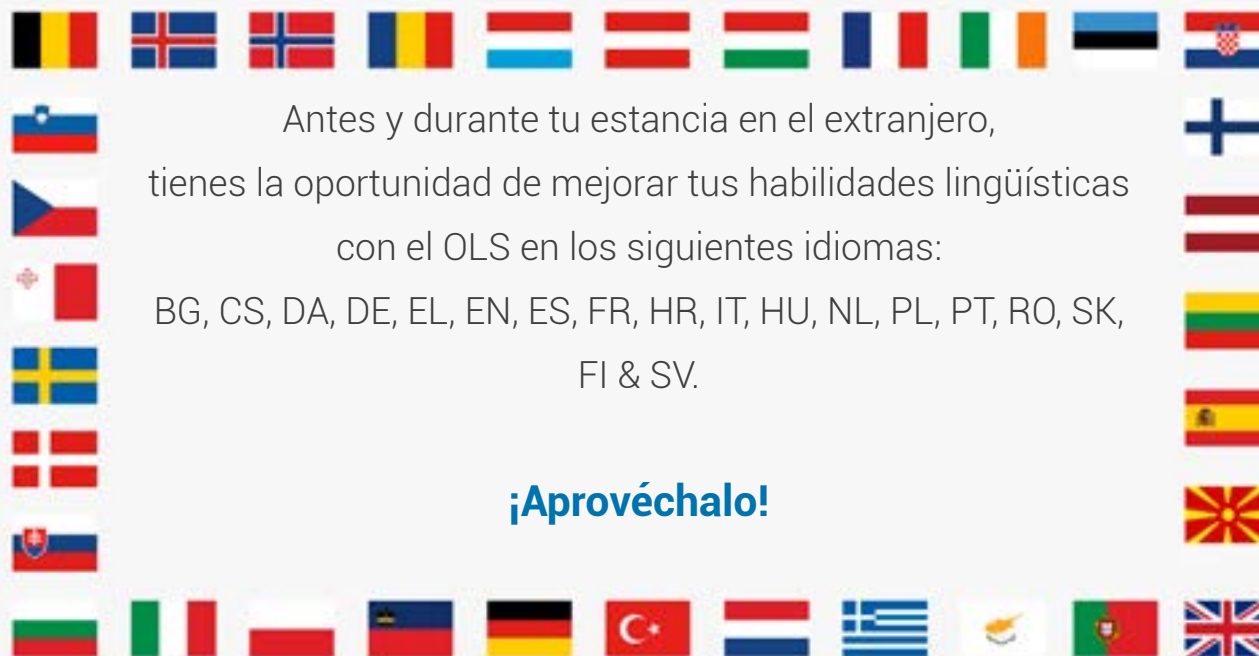 Antes y durante tu estancia en el extranjero,
tienes la oportunidad de mejorar tus habilidades lingüísticas
con el OLS en los siguientes idiomas:
BG, CS, DA, DE, EL, EN, ES, FR, HR, IT, HU, NL, PL, PT, RO, SK,
FI & SV.
¡Aprovéchalo!